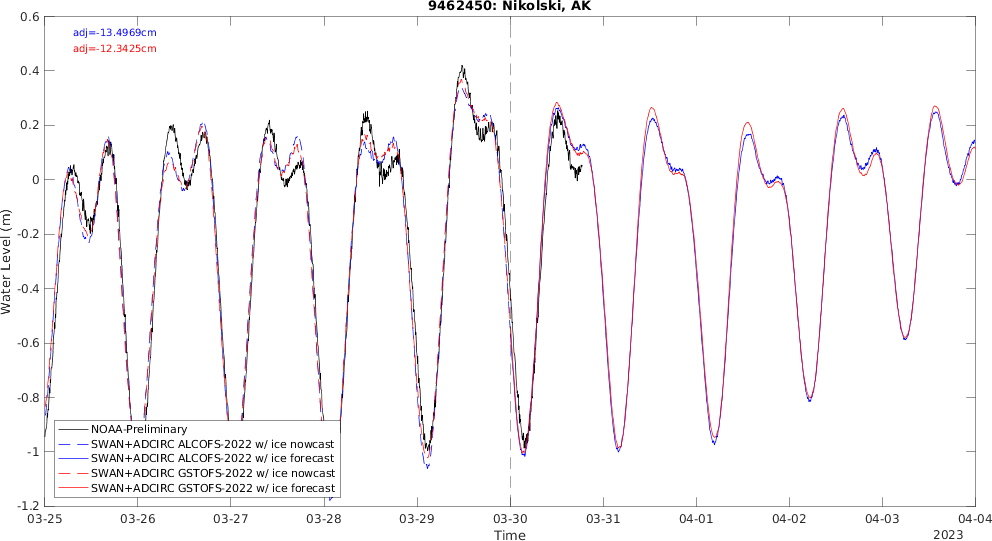 9462450: Nikolski, AK
adj=-13.4969cm
adj=-12.3425cm
Water Level (m)
0.6
0.4
0.2
0
-0.2
-0.4
-0.6
-0.8
-1
-1.2
NOAA-Preliminary
SWAN+ADCIRC ALCOFS-2022 w/ ice nowcast
SWAN+ADCIRC ALCOFS-2022 w/ ice forecast
SWAN+ADCIRC GSTOFS-2022 w/ ice nowcast
SWAN+ADCIRC GSTOFS-2022 w/ ice forecast
03-25 03-26 03-27 03-28 03-29 03-30 03-31 04-01 04-02 04-03 04-04
Time
2023